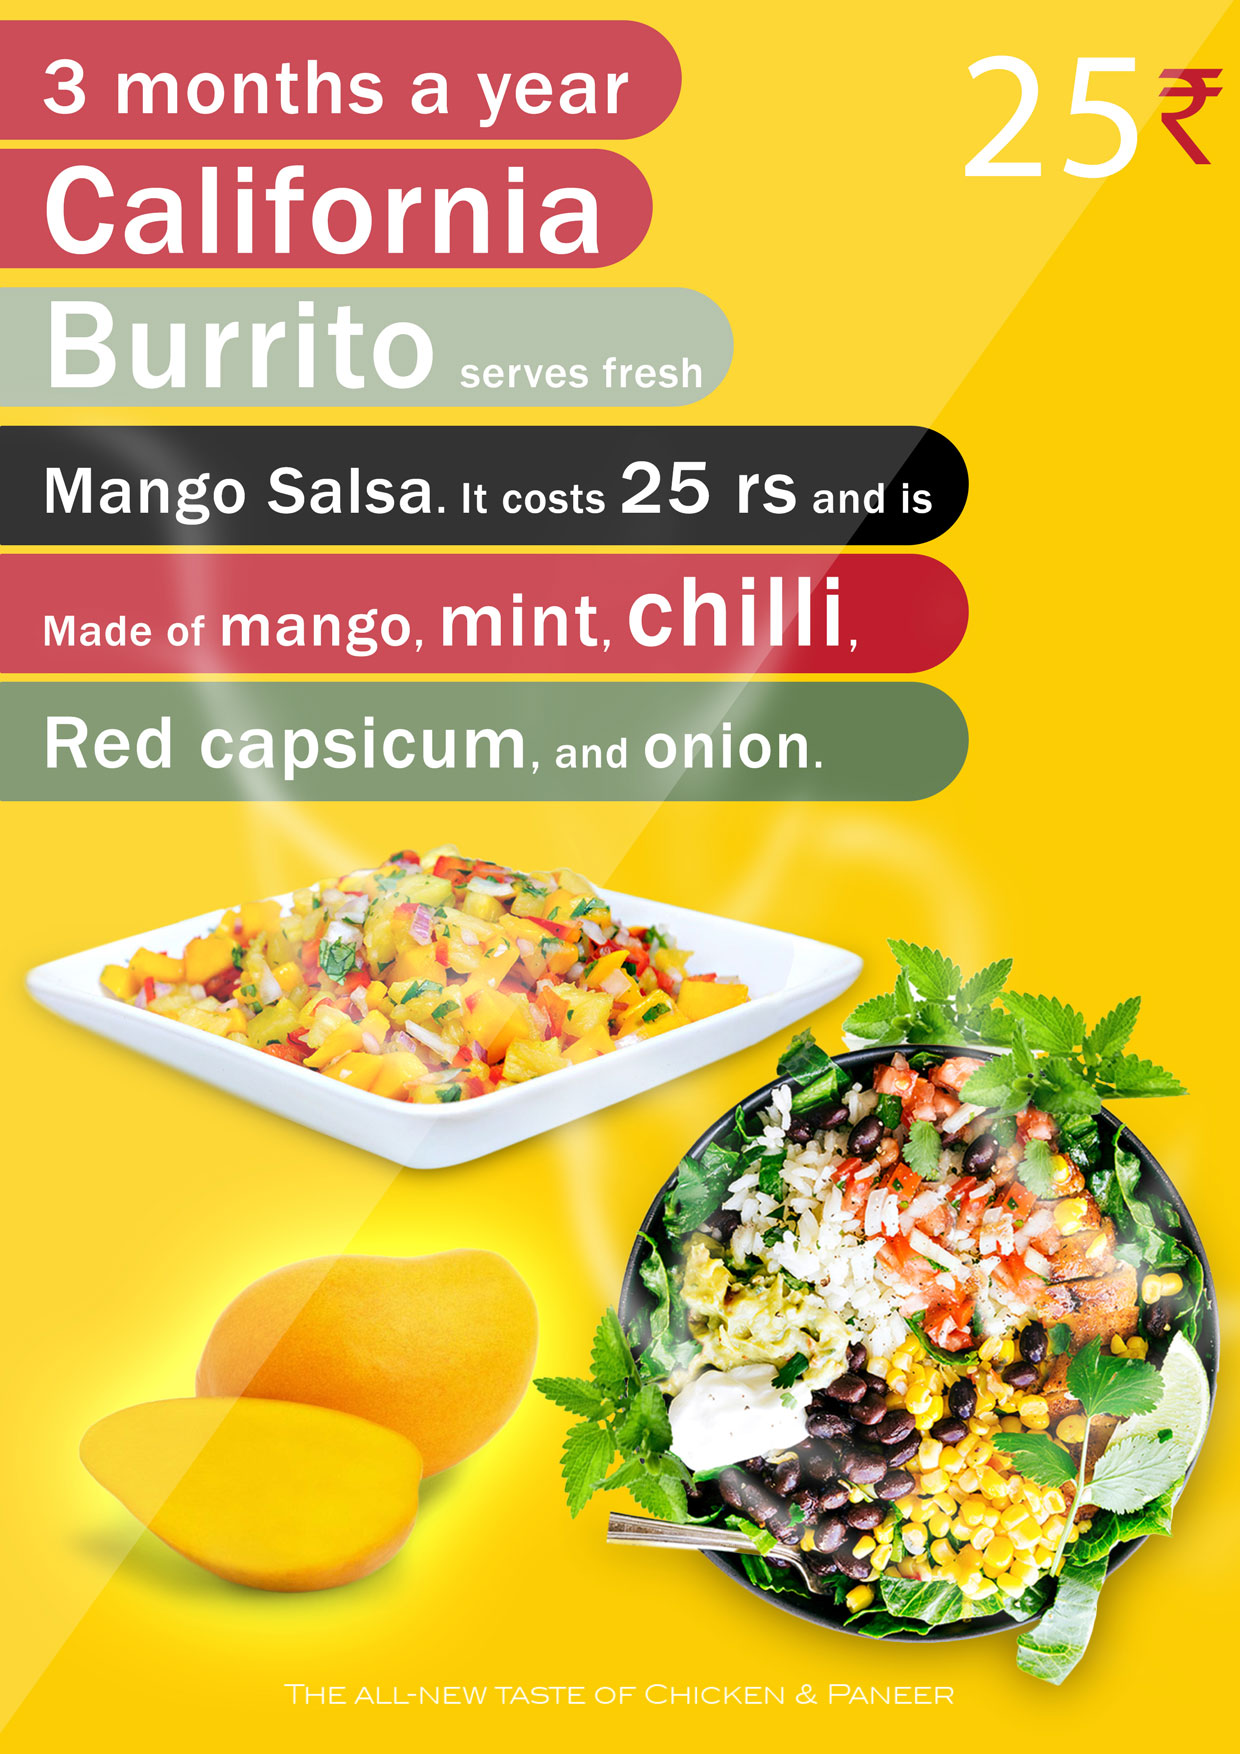 3 months a year
25₹
California
Burrito serves fresh
Mango Salsa. It costs 25 rs and is
Made of mango, mint, chilli,
Red capsicum, and onion.
The all-new taste of Chicken & Paneer